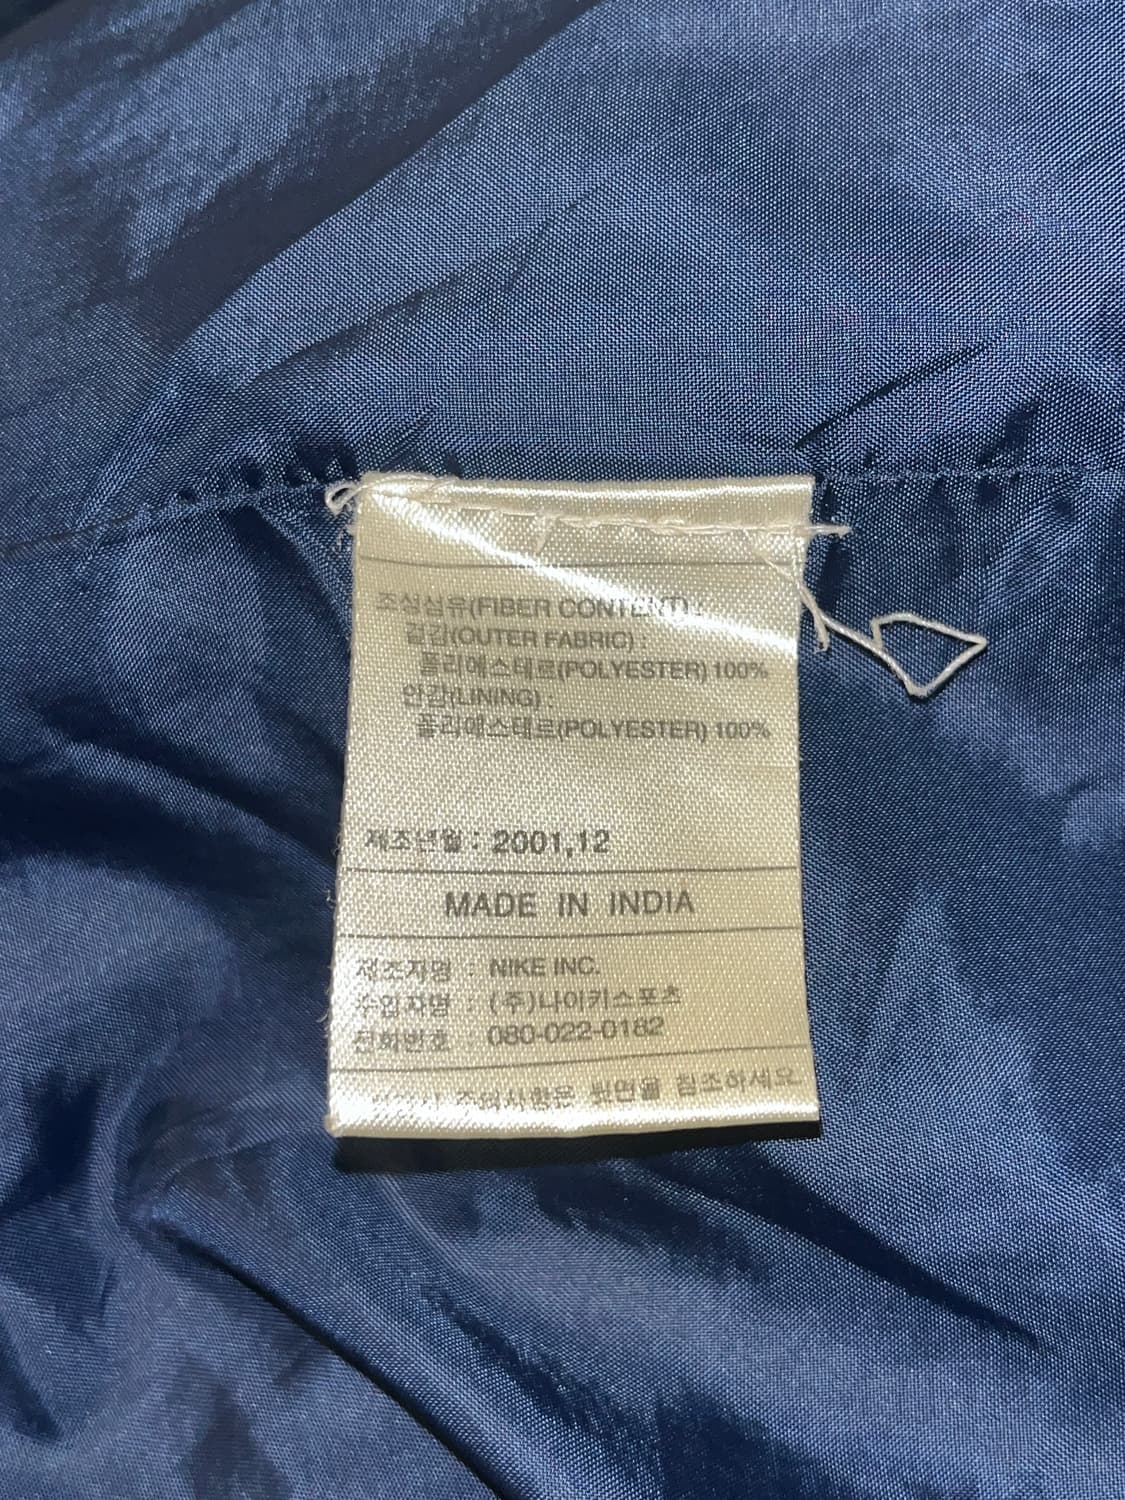 조성섬유(FIBER CONTENT) :
겉감(OUTER FABRIC) :
폴리에스테르(POLYESTER) 100%
안감(LINING) :
폴리에스테르(POLYESTER) 100%
제조년월 : 2001,12
MADE IN INDIA
제조자명 : NIKE INC.
수입자명 : (주)나이키스포츠
전화번호 : 080-022-0182
주의사항은 뒷면을 참조하세요.